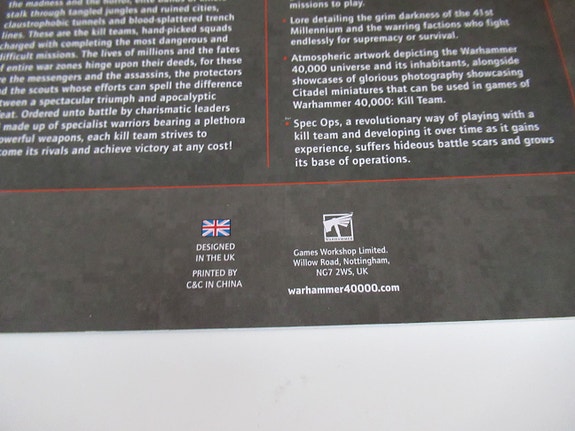 the madness and the horror,
stalk through tangled jungles and ruined cities,
claustrophobic tunnels and blood-splattered trench
lines. These are the kill teams, hand-picked squads
charged with completing the most dangerous and
difficult missions. The lives of millions and the fates
of entire war zones hinge upon their deeds, for these
are the messengers and the assassins, the protectors
nd the scouts whose efforts can spell the difference
tween a spectacular triumph and apocalyptic
eat. Ordered unto battle by charismatic leaders
made up of specialist warriors bearing a plethora
owerful weapons, each kill team strives to
come its rivals and achieve victory at any cost!
missions to play.
Lore detailing the grim darkness of the 41st
Millennium and the warring factions who fight
endlessly for supremacy or survival.
Atmospheric artwork depicting the Warhammer
40,000 universe and its inhabitants, alongside
showcases of glorious photography showcasing
Citadel miniatures that can be used in games of
Warhammer 40,000: Kill Team.
Spec Ops, a revolutionary way of playing with a
kill team and developing it over time as it gains
experience, suffers hideous battle scars and grows
its base of operations.
DESIGNED
IN THE UK
PRINTED BY
C&C IN CHINA
WARHAMMER
Games Workshop Limited.
Willow Road, Nottingham,
NG7 2WS, UK
warhammer40000.com